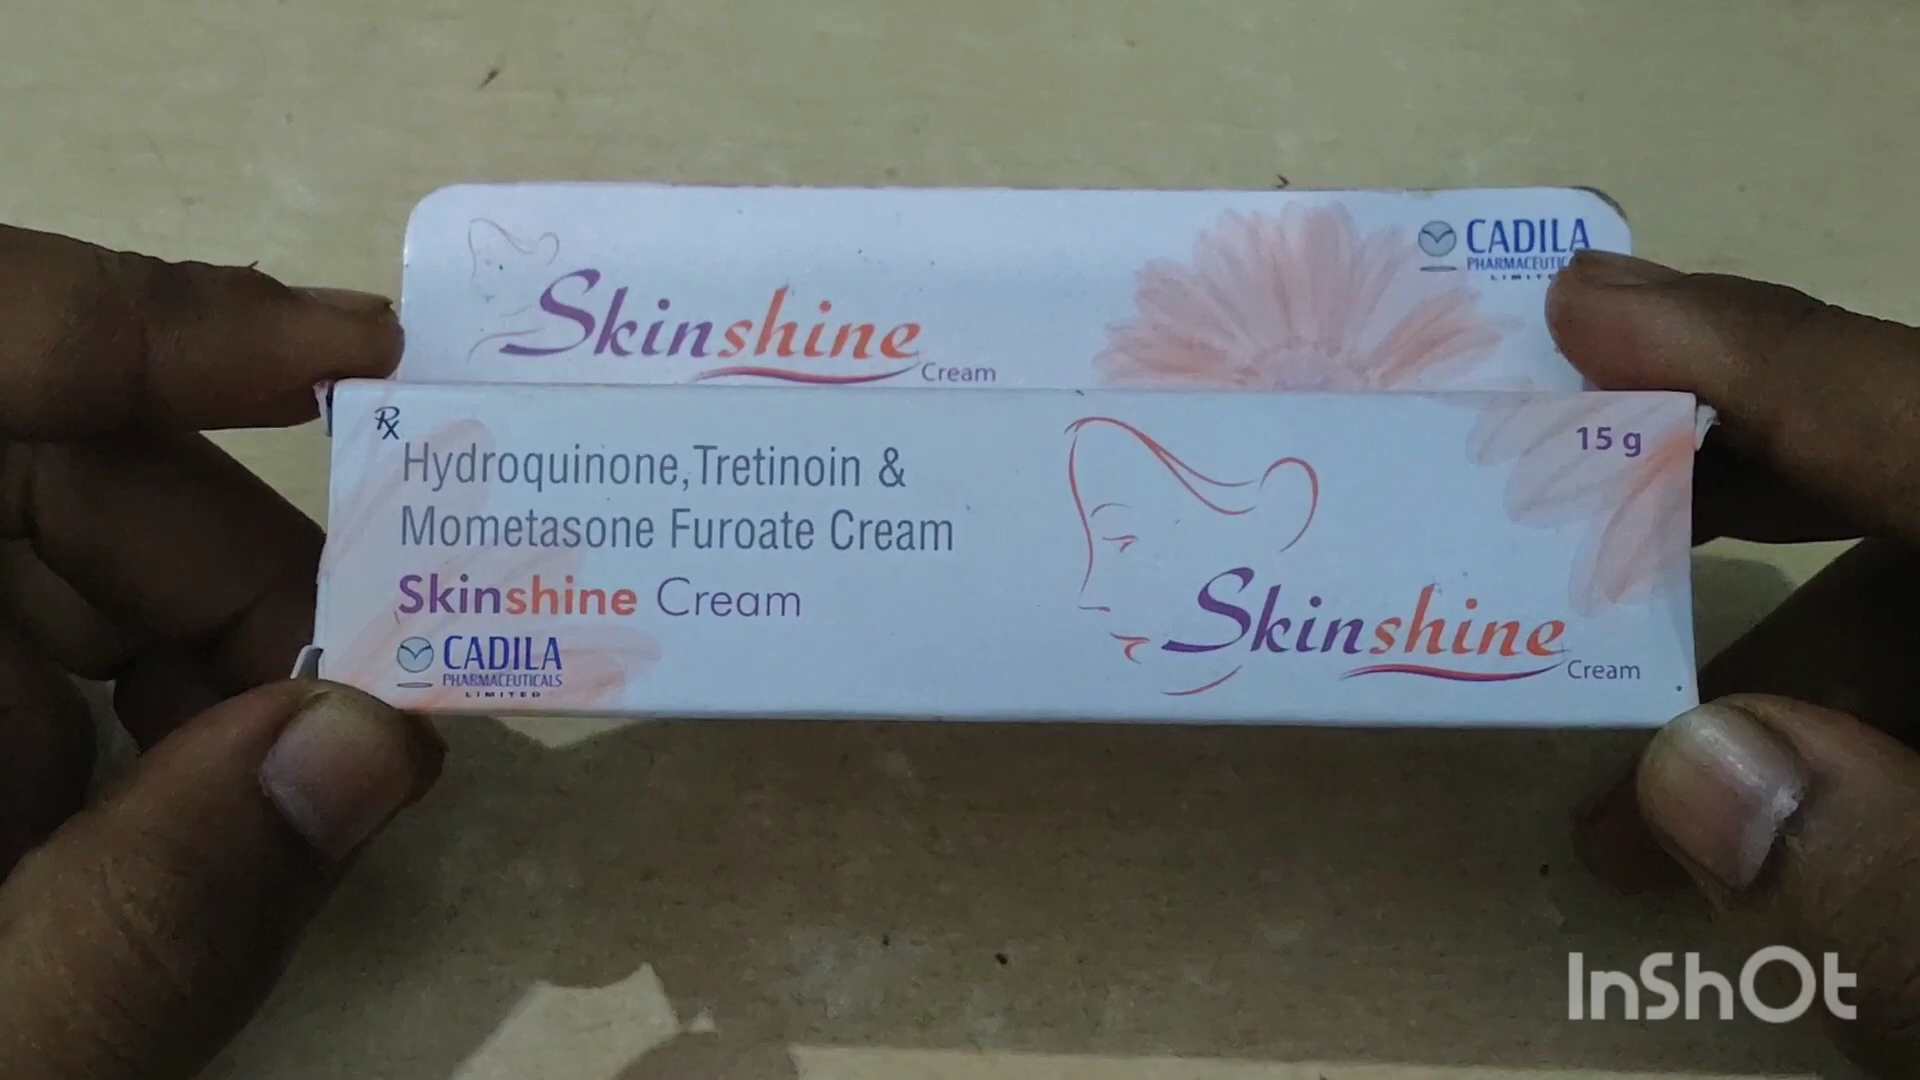 Skinshine
Cream
CADILA
LIMITED
Rx
Hydroquinone, Tretinoin &
Mometasone Furoate Cream
Skinshine Cream
CADILA
PHARMACEUTICALS
LIMITED
15 g
Skinshine
Cream
InShOt